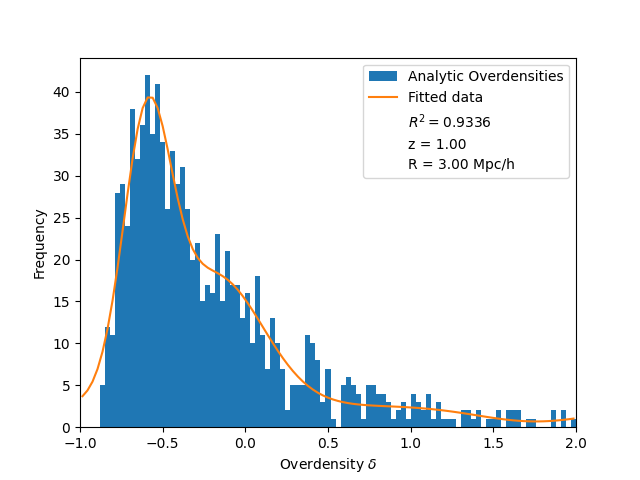 Analytic Overdensities
Fitted data
R² = 0.9336
z = 1.00
R = 3.00 Mpc/h
Frequency
40
35
30
25
20
15
10
5
0
−1.0 −0.5 0.0 0.5 1.0 1.5 2.0
Overdensity δ